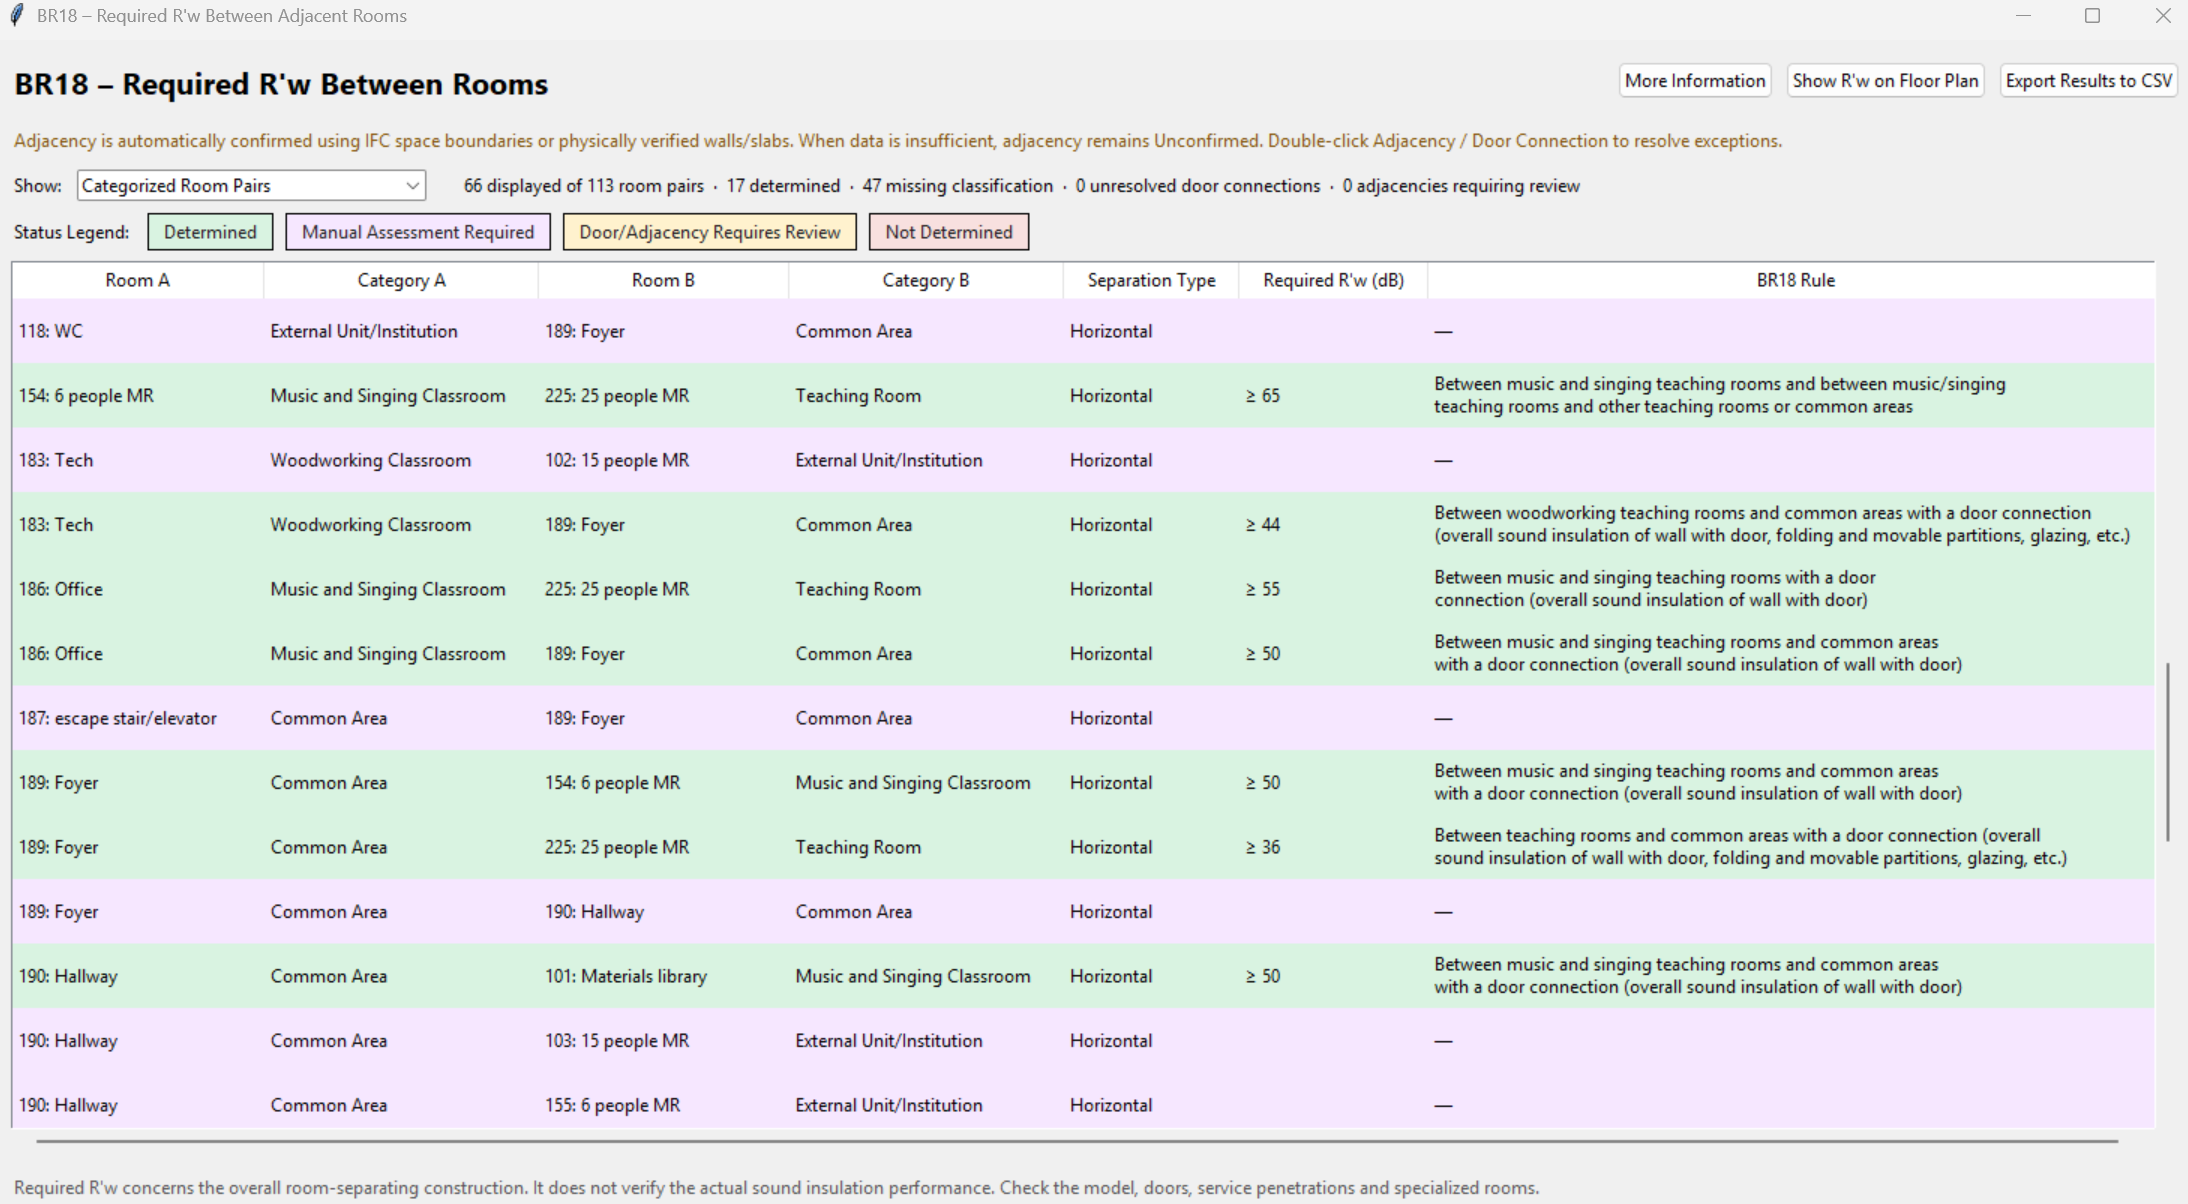 BR18 – Required R'w Between Adjacent Rooms
BR18 – Required R'w Between Rooms
More Information
Show R'w on Floor Plan
Export Results to CSV
Adjacency is automatically confirmed using IFC space boundaries or physically verified walls/slabs. When data is insufficient, adjacency remains Unconfirmed. Double-click Adjacency / Door Connection to resolve exceptions.
Show: Categorized Room Pairs 66 displayed of 113 room pairs · 17 determined · 47 missing classification · 0 unresolved door connections · 0 adjacencies requiring review
Status Legend: Determined Manual Assessment Required Door/Adjacency Requires Review Not Determined
Room A Category A Room B Category B Separation Type Required R'w (dB) BR18 Rule
118: WC External Unit/Institution 189: Foyer Common Area Horizontal —
154: 6 people MR Music and Singing Classroom 225: 25 people MR Teaching Room Horizontal ≥ 65 Between music and singing teaching rooms and between music/singing
teaching rooms and other teaching rooms or common areas
183: Tech Woodworking Classroom 102: 15 people MR External Unit/Institution Horizontal —
183: Tech Woodworking Classroom 189: Foyer Common Area Horizontal ≥ 44 Between woodworking teaching rooms and common areas with a door connection
(overall sound insulation of wall with door, folding and movable partitions, glazing, etc.)
186: Office Music and Singing Classroom 225: 25 people MR Teaching Room Horizontal ≥ 55 Between music and singing teaching rooms with a door
connection (overall sound insulation of wall with door)
186: Office Music and Singing Classroom 189: Foyer Common Area Horizontal ≥ 50 Between music and singing teaching rooms and common areas
with a door connection (overall sound insulation of wall with door)
187: escape stair/elevator Common Area 189: Foyer Common Area Horizontal —
189: Foyer Common Area 154: 6 people MR Music and Singing Classroom Horizontal ≥ 50 Between music and singing teaching rooms and common areas
with a door connection (overall sound insulation of wall with door)
189: Foyer Common Area 225: 25 people MR Teaching Room Horizontal ≥ 36 Between teaching rooms and common areas with a door connection (overall
sound insulation of wall with door, folding and movable partitions, glazing, etc.)
189: Foyer Common Area 190: Hallway Common Area Horizontal —
190: Hallway Common Area 101: Materials library Music and Singing Classroom Horizontal ≥ 50 Between music and singing teaching rooms and common areas
with a door connection (overall sound insulation of wall with door)
190: Hallway Common Area 103: 15 people MR External Unit/Institution Horizontal —
190: Hallway Common Area 155: 6 people MR External Unit/Institution Horizontal —
Required R'w concerns the overall room-separating construction. It does not verify the actual sound insulation performance. Check the model, doors, service penetrations and specialized rooms.